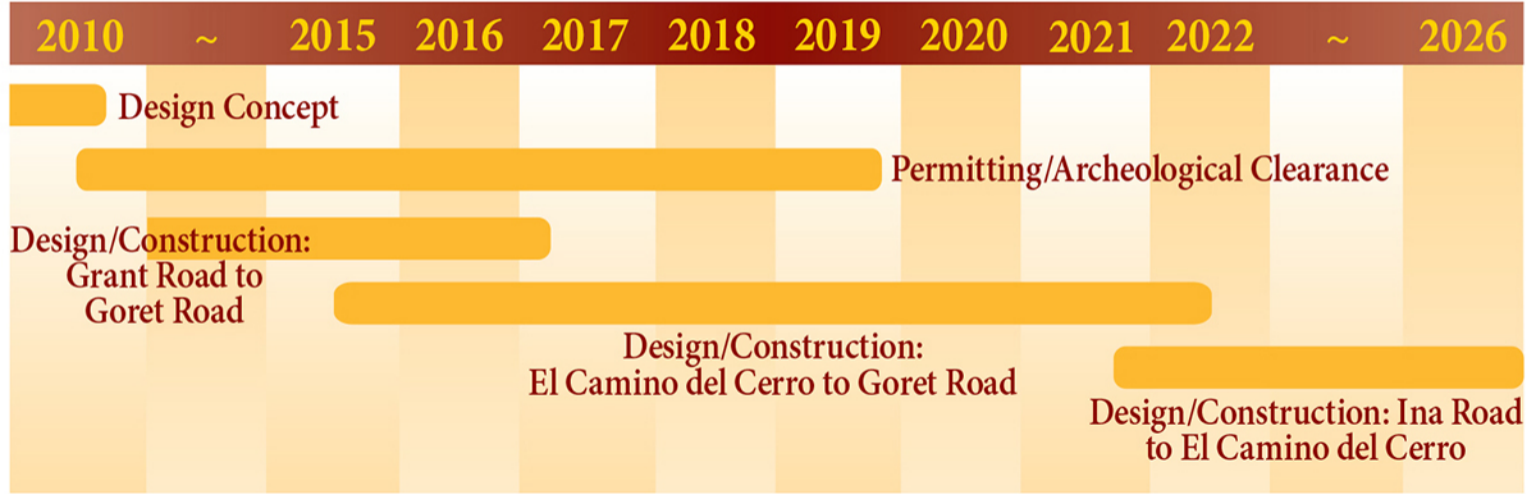 2010 ~ 2015 2016 2017 2018 2019 2020 2021 2022 ~ 2026
Design Concept
Permitting/Archeological Clearance
Design/Construction:
Grant Road to
Goret Road
Design/Construction:
El Camino del Cerro to Goret Road
Design/Construction: Ina Road
to El Camino del Cerro